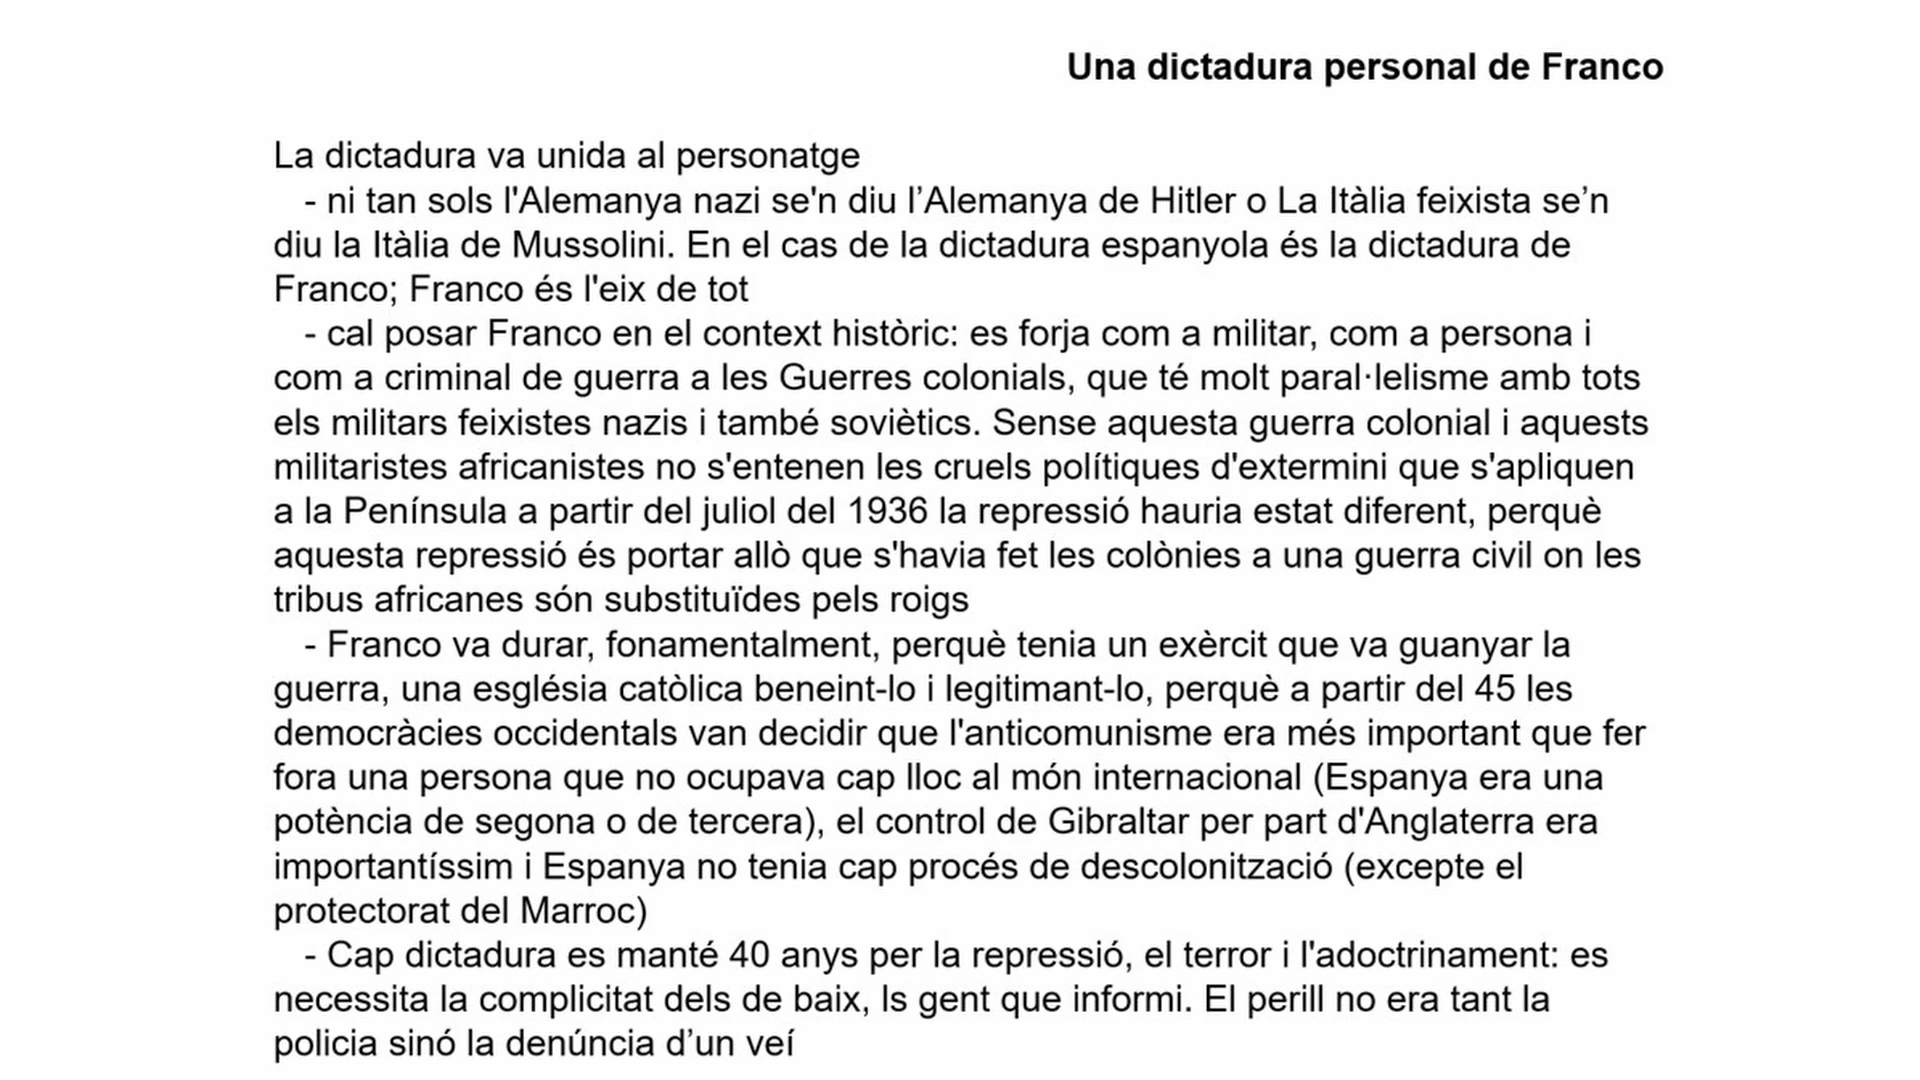 Una dictadura personal de Franco
La dictadura va unida al personatge
- ni tan sols l'Alemanya nazi se'n diu l’Alemanya de Hitler o La Itàlia feixista se’n
diu la Itàlia de Mussolini. En el cas de la dictadura espanyola és la dictadura de
Franco; Franco és l'eix de tot
- cal posar Franco en el context històric: es forja com a militar, com a persona i
com a criminal de guerra a les Guerres colonials, que té molt paral·lelisme amb tots
els militars feixistes nazis i també soviètics. Sense aquesta guerra colonial i aquests
militaristes africanistes no s'entenen les cruels polítiques d'extermini que s'apliquen
a la Península a partir del juliol del 1936 la repressió hauria estat diferent, perquè
aquesta repressió és portar allò que s'havia fet les colònies a una guerra civil on les
tribus africanes són substituïdes pels roigs
- Franco va durar, fonamentalment, perquè tenia un exèrcit que va guanyar la
guerra, una església catòlica beneint-lo i legitimant-lo, perquè a partir del 45 les
democràcies occidentals van decidir que l'anticomunisme era més important que fer
fora una persona que no ocupava cap lloc al món internacional (Espanya era una
potència de segona o de tercera), el control de Gibraltar per part d'Anglaterra era
importantíssim i Espanya no tenia cap procés de descolonització (excepte el
protectorat del Marroc)
- Cap dictadura es manté 40 anys per la repressió, el terror i l'adoctrinament: es
necessita la complicitat dels de baix, ls gent que informi. El perill no era tant la
policia sinó la denúncia d’un veí